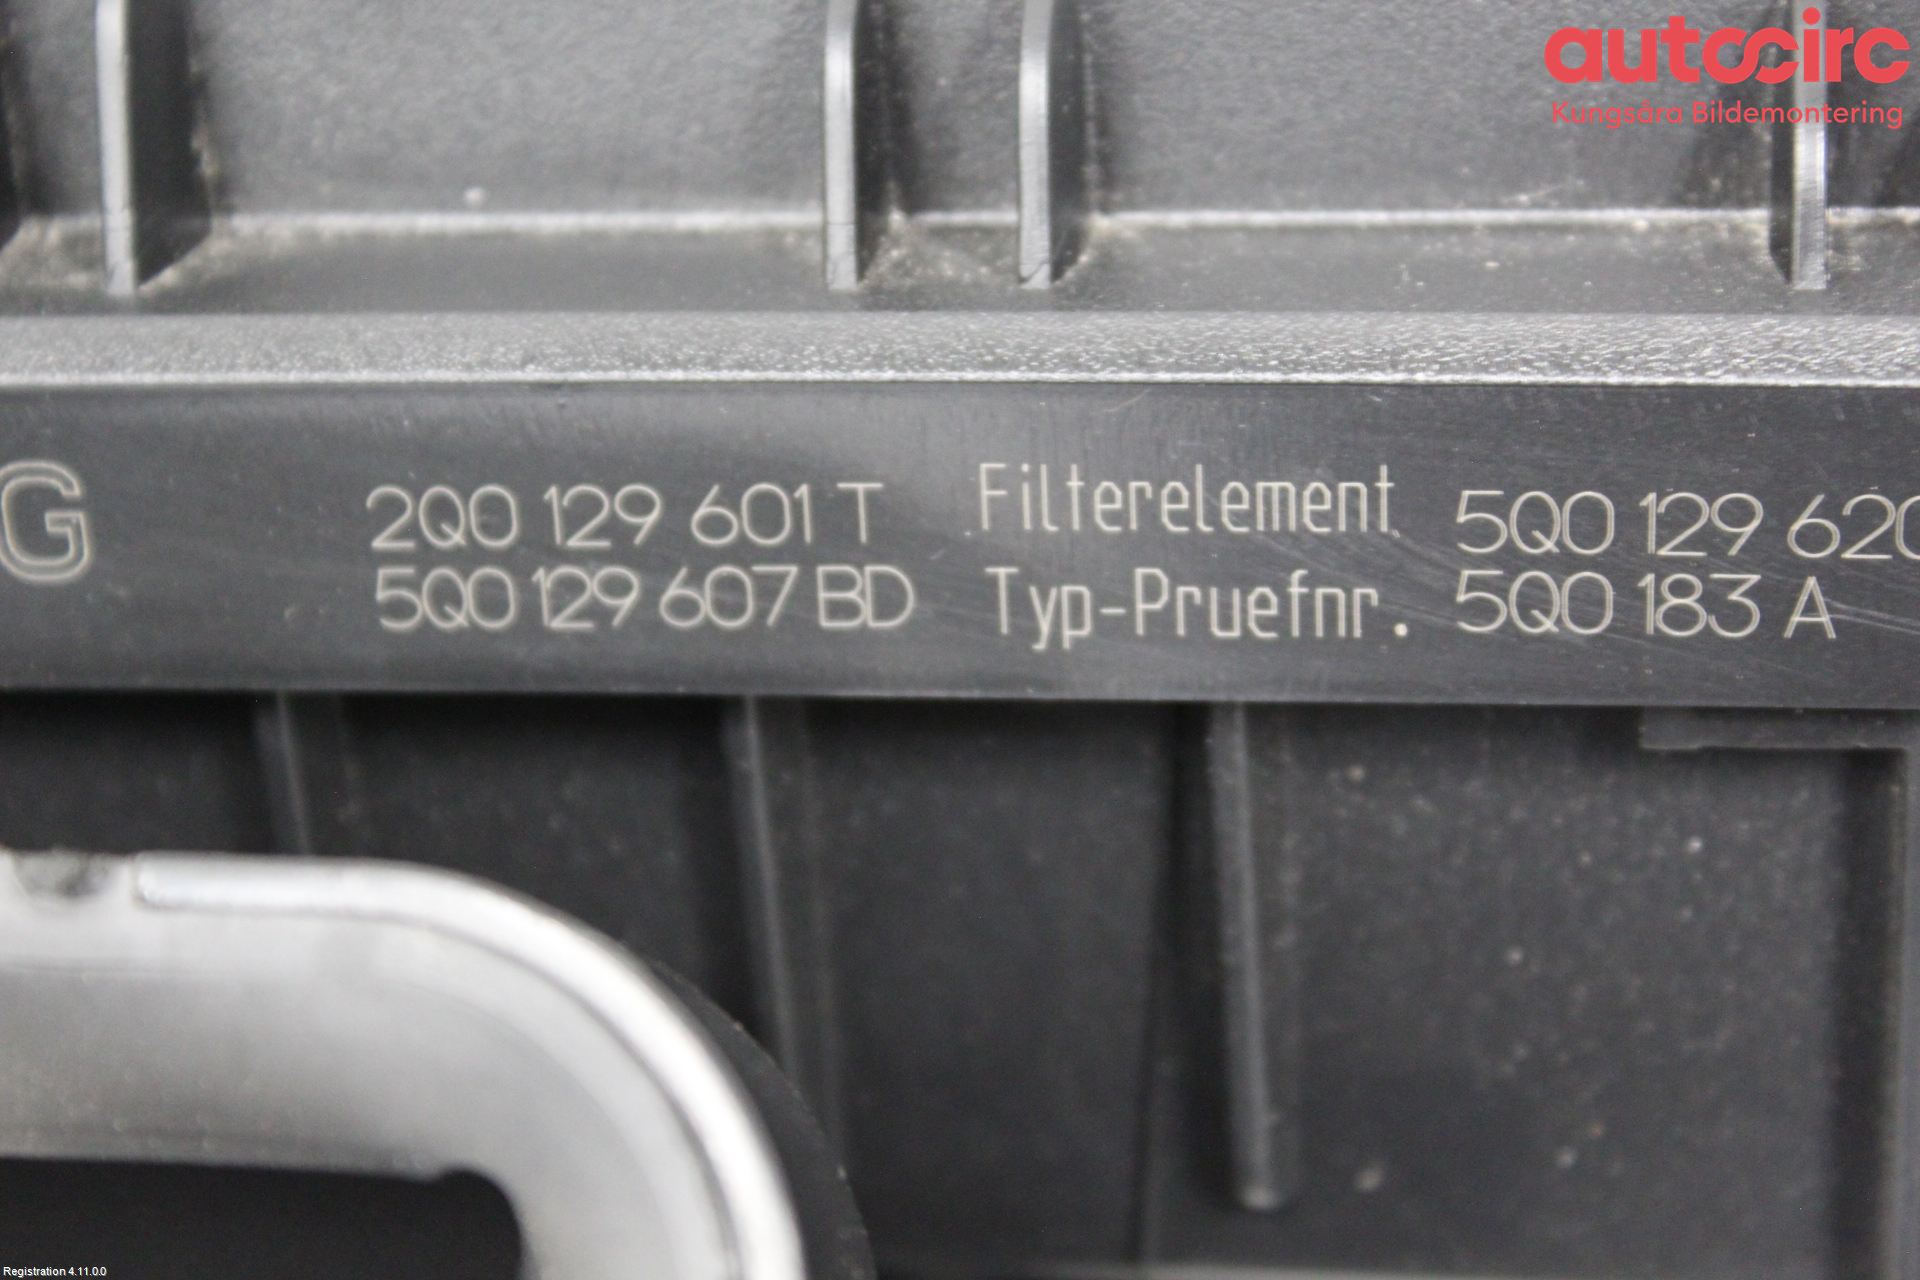 autocirc
Kungsåra Bildemontering
G
2Q0 129 601 T Filterelement 5Q0 129 620
5Q0 129 607 BD Typ-Pruefnr. 5Q0 183 A
Registration 4.11.0.0